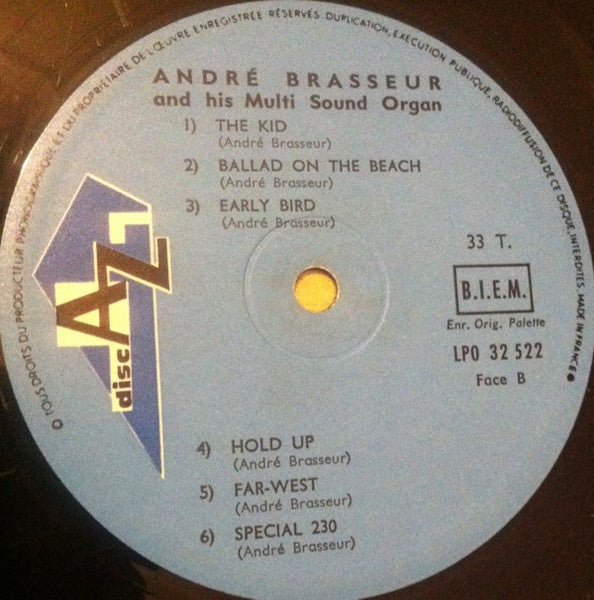 Ⓟ TOUS DROITS DU PRODUCTEUR PHONOGRAPHIQUE ET DU PROPRIÉTAIRE DE L'ŒUVRE ENREGISTRÉE RÉSERVÉS. DUPLICATION, EXÉCUTION PUBLIQUE, RADIODIFFUSION DE CE DISQUE INTERDITES. MADE IN FRANCE
ANDRÉ BRASSEUR
and his Multi Sound Organ
1) THE KID
(André Brasseur)
2) BALLAD ON THE BEACH
(André Brasseur)
3) EARLY BIRD
(André Brasseur)
disc AZ
33 T.
B.I.E.M.
Enr. Orig. Palette
LPO 32 522
Face B
4) HOLD UP
(André Brasseur)
5) FAR-WEST
(André Brasseur)
6) SPECIAL 230
(André Brasseur)